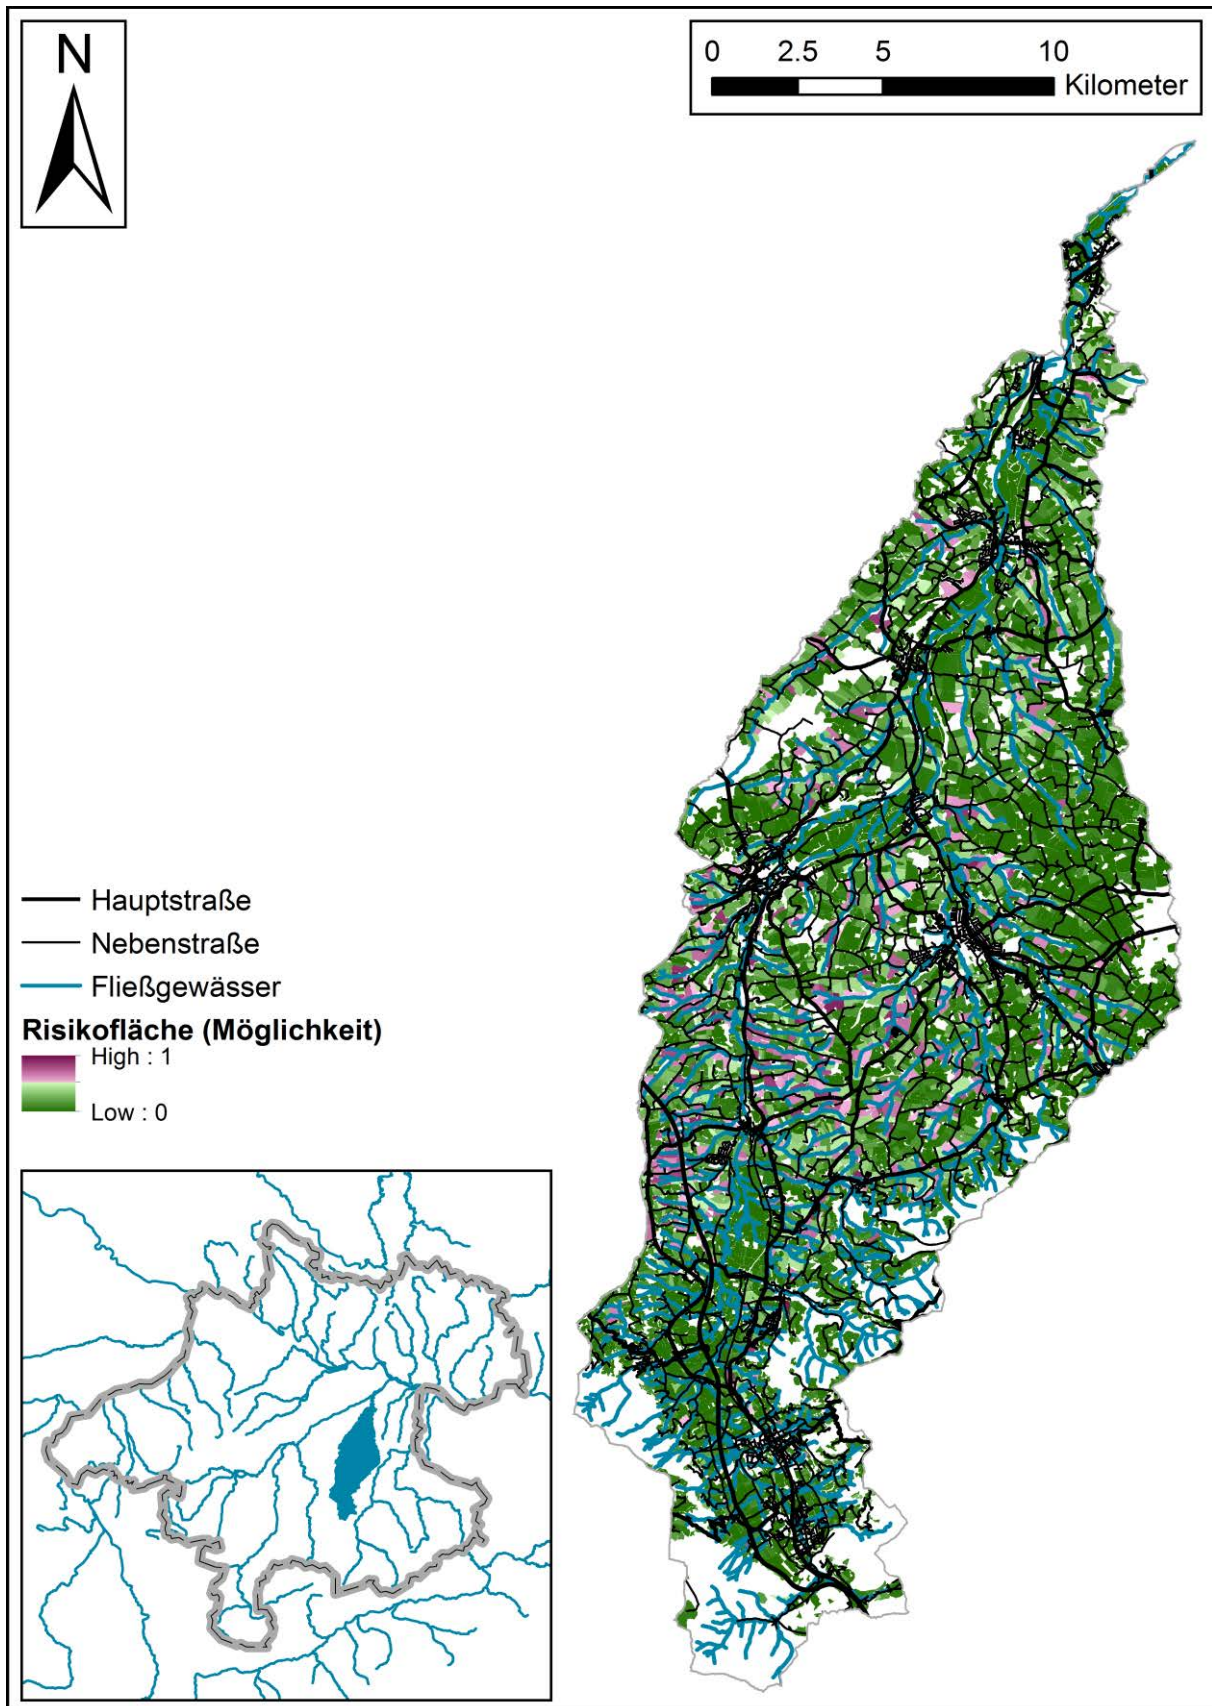 N
0 2.5 5 10
Kilometer
Hauptstraße
Nebenstraße
Fließgewässer
Risikofläche (Möglichkeit)
High : 1
Low : 0